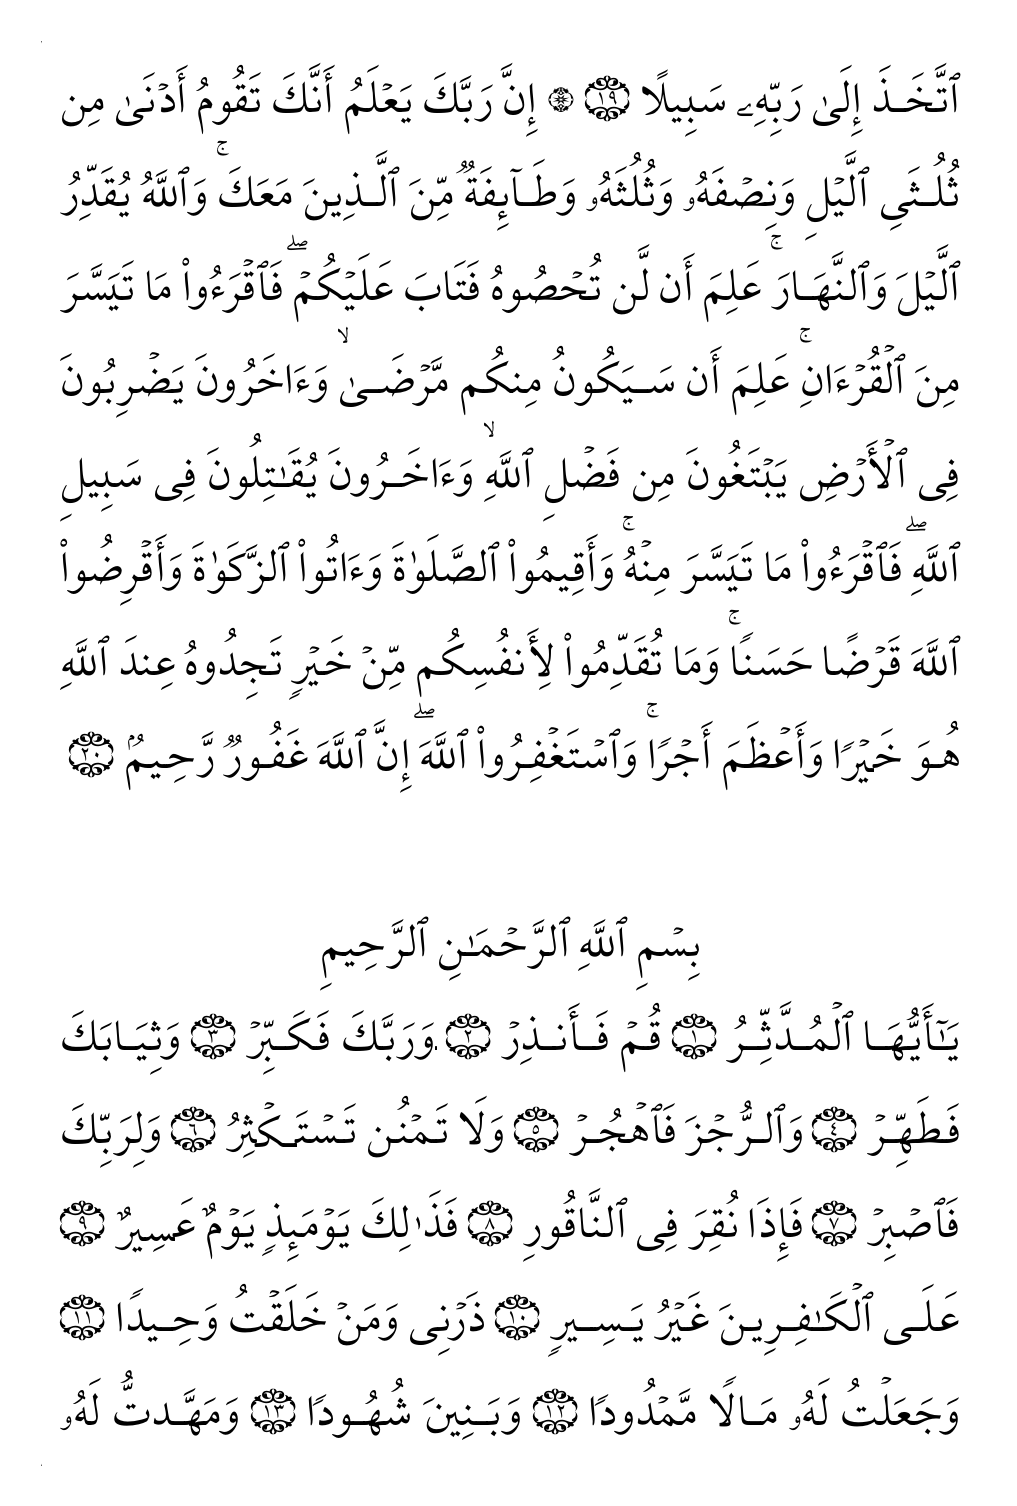 ٱتَّخَذَ إِلَىٰ رَبِّهِۦ سَبِيلًا ١٩ ۞ إِنَّ رَبَّكَ يَعْلَمُ أَنَّكَ تَقُومُ أَدْنَىٰ مِن
ثُلُثَىِ ٱلَّيْلِ وَنِصْفَهُۥ وَثُلُثَهُۥ وَطَآئِفَةٌ مِّنَ ٱلَّذِينَ مَعَكَ ۚ وَٱللَّهُ يُقَدِّرُ
ٱلَّيْلَ وَٱلنَّهَارَ ۚ عَلِمَ أَن لَّن تُحْصُوهُ فَتَابَ عَلَيْكُمْ ۖ فَٱقْرَءُوا۟ مَا تَيَسَّرَ
مِنَ ٱلْقُرْءَانِ ۚ عَلِمَ أَن سَيَكُونُ مِنكُم مَّرْضَىٰ ۙ وَءَاخَرُونَ يَضْرِبُونَ
فِى ٱلْأَرْضِ يَبْتَغُونَ مِن فَضْلِ ٱللَّهِ ۙ وَءَاخَرُونَ يُقَـٰتِلُونَ فِى سَبِيلِ
ٱللَّهِ ۖ فَٱقْرَءُوا۟ مَا تَيَسَّرَ مِنْهُ ۚ وَأَقِيمُوا۟ ٱلصَّلَوٰةَ وَءَاتُوا۟ ٱلزَّكَوٰةَ وَأَقْرِضُوا۟
ٱللَّهَ قَرْضًا حَسَنًا ۚ وَمَا تُقَدِّمُوا۟ لِأَنفُسِكُم مِّنْ خَيْرٍ تَجِدُوهُ عِندَ ٱللَّهِ
هُوَ خَيْرًا وَأَعْظَمَ أَجْرًا ۚ وَٱسْتَغْفِرُوا۟ ٱللَّهَ ۖ إِنَّ ٱللَّهَ غَفُورٌ رَّحِيمٌۢ ٢٠
بِسْمِ ٱللَّهِ ٱلرَّحْمَـٰنِ ٱلرَّحِيمِ
يَـٰٓأَيُّهَا ٱلْمُدَّثِّرُ ١ قُمْ فَأَنذِرْ ٢ وَرَبَّكَ فَكَبِّرْ ٣ وَثِيَابَكَ
فَطَهِّرْ ٤ وَٱلرُّجْزَ فَٱهْجُرْ ٥ وَلَا تَمْنُن تَسْتَكْثِرُ ٦ وَلِرَبِّكَ
فَٱصْبِرْ ٧ فَإِذَا نُقِرَ فِى ٱلنَّاقُورِ ٨ فَذَٰلِكَ يَوْمَئِذٍ يَوْمٌ عَسِيرٌ ٩
عَلَى ٱلْكَـٰفِرِينَ غَيْرُ يَسِيرٍ ١٠ ذَرْنِى وَمَنْ خَلَقْتُ وَحِيدًا ١١
وَجَعَلْتُ لَهُۥ مَالًا مَّمْدُودًا ١٢ وَبَنِينَ شُهُودًا ١٣ وَمَهَّدتُّ لَهُۥ